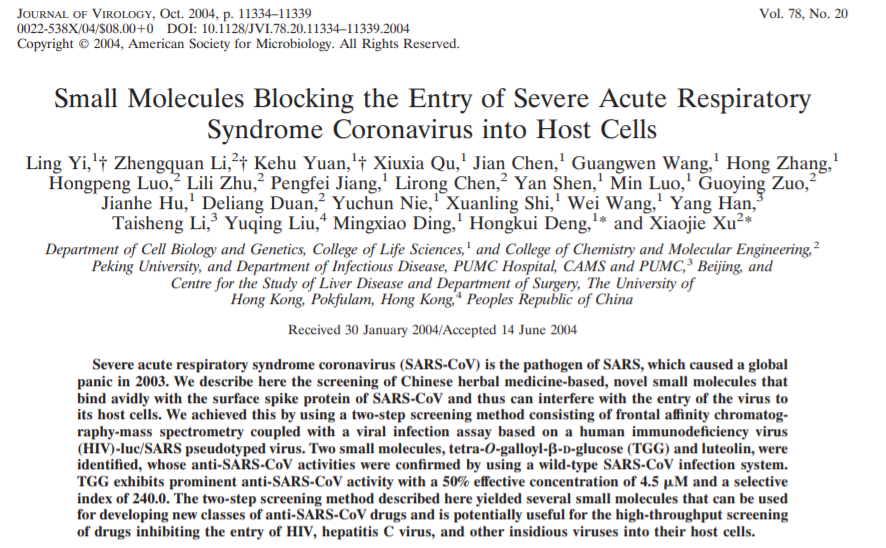 JOURNAL OF VIROLOGY, Oct. 2004, p. 11334–11339
Vol. 78, No. 20
0022-538X/04/$08.00+0 DOI: 10.1128/JVI.78.20.11334–11339.2004
Copyright © 2004, American Society for Microbiology. All Rights Reserved.
Small Molecules Blocking the Entry of Severe Acute Respiratory
Syndrome Coronavirus into Host Cells
Ling Yi,¹† Zhengquan Li,²† Kehu Yuan,¹† Xiuxia Qu,¹ Jian Chen,¹ Guangwen Wang,¹ Hong Zhang,¹
Hongpeng Luo,² Lili Zhu,² Pengfei Jiang,¹ Lirong Chen,² Yan Shen,¹ Min Luo,¹ Guoying Zuo,²
Jianhe Hu,¹ Deliang Duan,² Yuchun Nie,¹ Xuanling Shi,¹ Wei Wang,¹ Yang Han,³
Taisheng Li,³ Yuqing Liu,⁴ Mingxiao Ding,¹ Hongkui Deng,¹* and Xiaojie Xu²*
Department of Cell Biology and Genetics, College of Life Sciences,¹ and College of Chemistry and Molecular Engineering,²
Peking University, and Department of Infectious Disease, PUMC Hospital, CAMS and PUMC,³ Beijing, and
Centre for the Study of Liver Disease and Department of Surgery, The University of
Hong Kong, Pokfulam, Hong Kong,⁴ Peoples Republic of China
Received 30 January 2004/Accepted 14 June 2004
Severe acute respiratory syndrome coronavirus (SARS-CoV) is the pathogen of SARS, which caused a global
panic in 2003. We describe here the screening of Chinese herbal medicine-based, novel small molecules that
bind avidly with the surface spike protein of SARS-CoV and thus can interfere with the entry of the virus to
its host cells. We achieved this by using a two-step screening method consisting of frontal affinity chromatog-
raphy-mass spectrometry coupled with a viral infection assay based on a human immunodeficiency virus
(HIV)-luc/SARS pseudotyped virus. Two small molecules, tetra-O-galloyl-β-D-glucose (TGG) and luteolin, were
identified, whose anti-SARS-CoV activities were confirmed by using a wild-type SARS-CoV infection system.
TGG exhibits prominent anti-SARS-CoV activity with a 50% effective concentration of 4.5 μM and a selective
index of 240.0. The two-step screening method described here yielded several small molecules that can be used
for developing new classes of anti-SARS-CoV drugs and is potentially useful for the high-throughput screening
of drugs inhibiting the entry of HIV, hepatitis C virus, and other insidious viruses into their host cells.